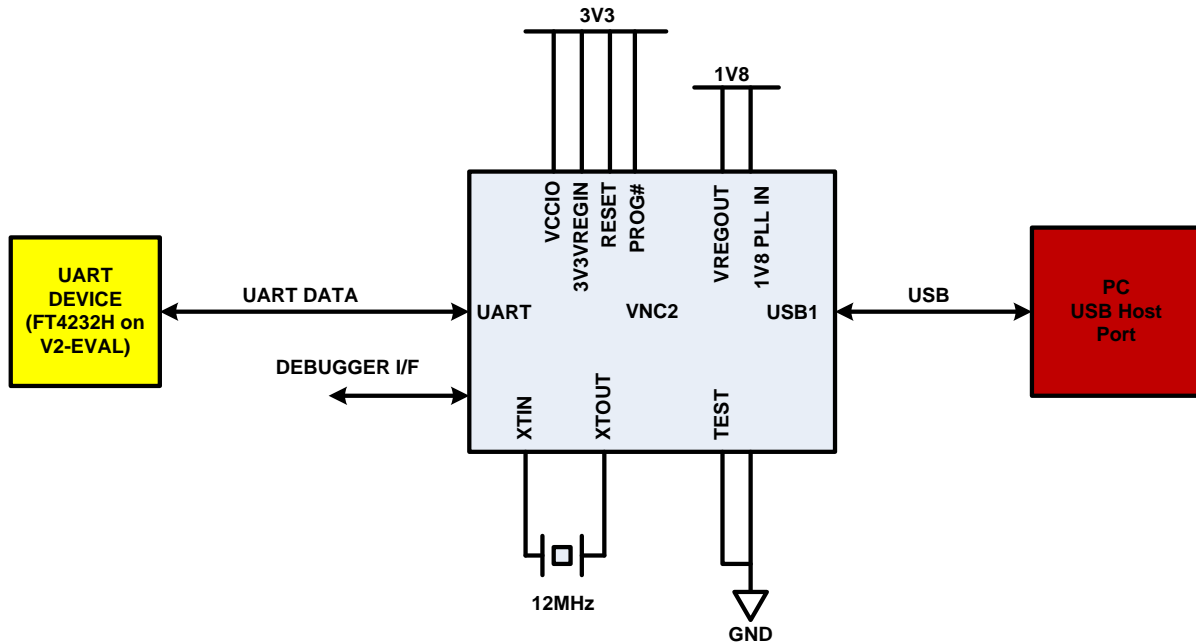 3V3
1V8
VCCIO
3V3VREGIN
RESET
PROG#
VREGOUT
1V8 PLL IN
UART
DEVICE
(FT4232H on
V2-EVAL)
UART DATA
UART
VNC2
USB1
USB
PC
USB Host
Port
DEBUGGER I/F
XTIN
XTOUT
TEST
12MHz
GND